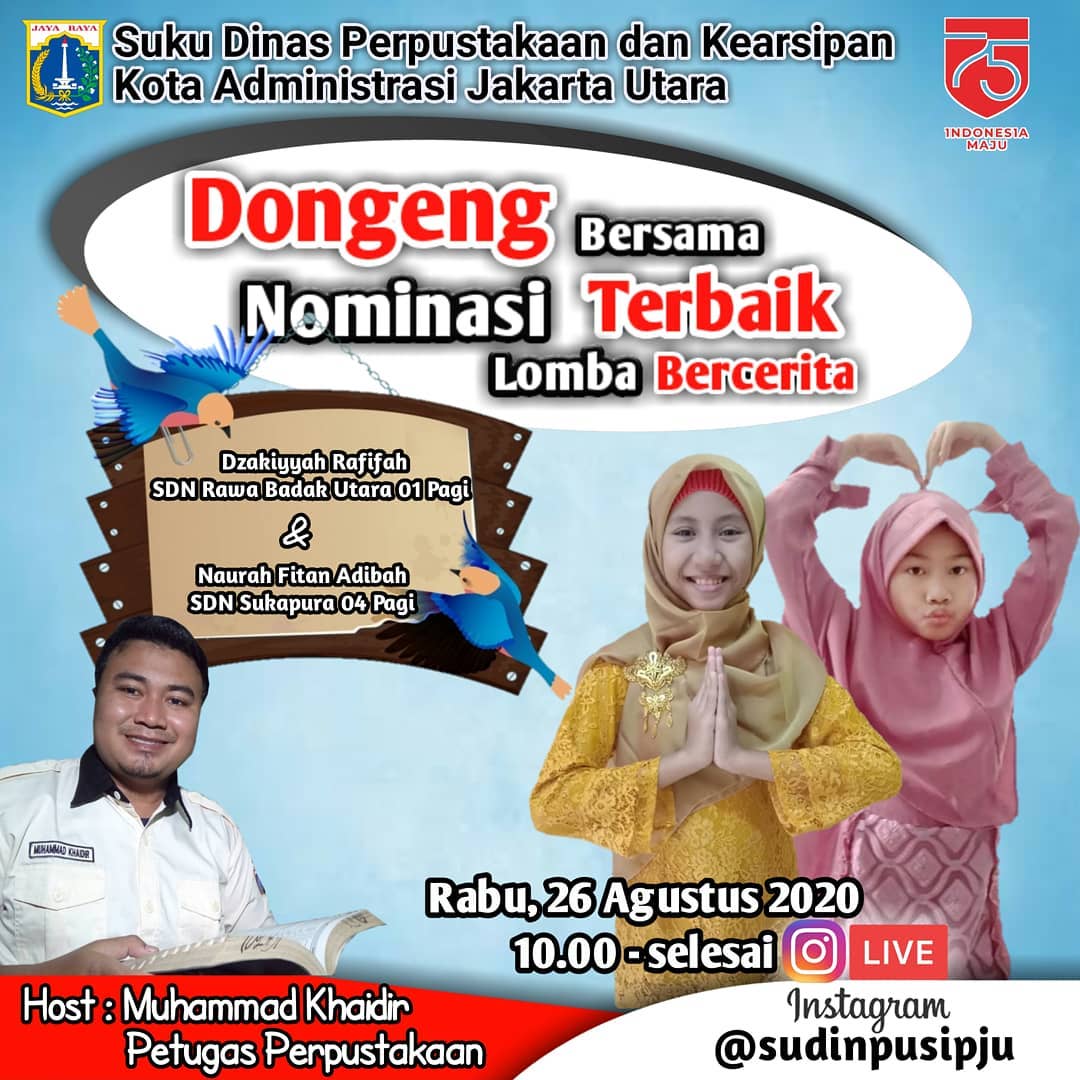 JAYA RAYA
Suku Dinas Perpustakaan dan Kearsipan
Kota Administrasi Jakarta Utara
75
INDONESIA
MAJU
Dongeng Bersama
Nominasi Terbaik
Lomba Bercerita
Dzakiyyah Rafifah
SDN Rawa Badak Utara 01 Pagi
&
Naurah Fitan Adibah
SDN Sukapura 04 Pagi
MUHAMMAD KHAIDIR
Rabu, 26 Agustus 2020
10.00 - selesai LIVE
Host : Muhammad Khaidir
Petugas Perpustakaan
Instagram
@sudinpusipju